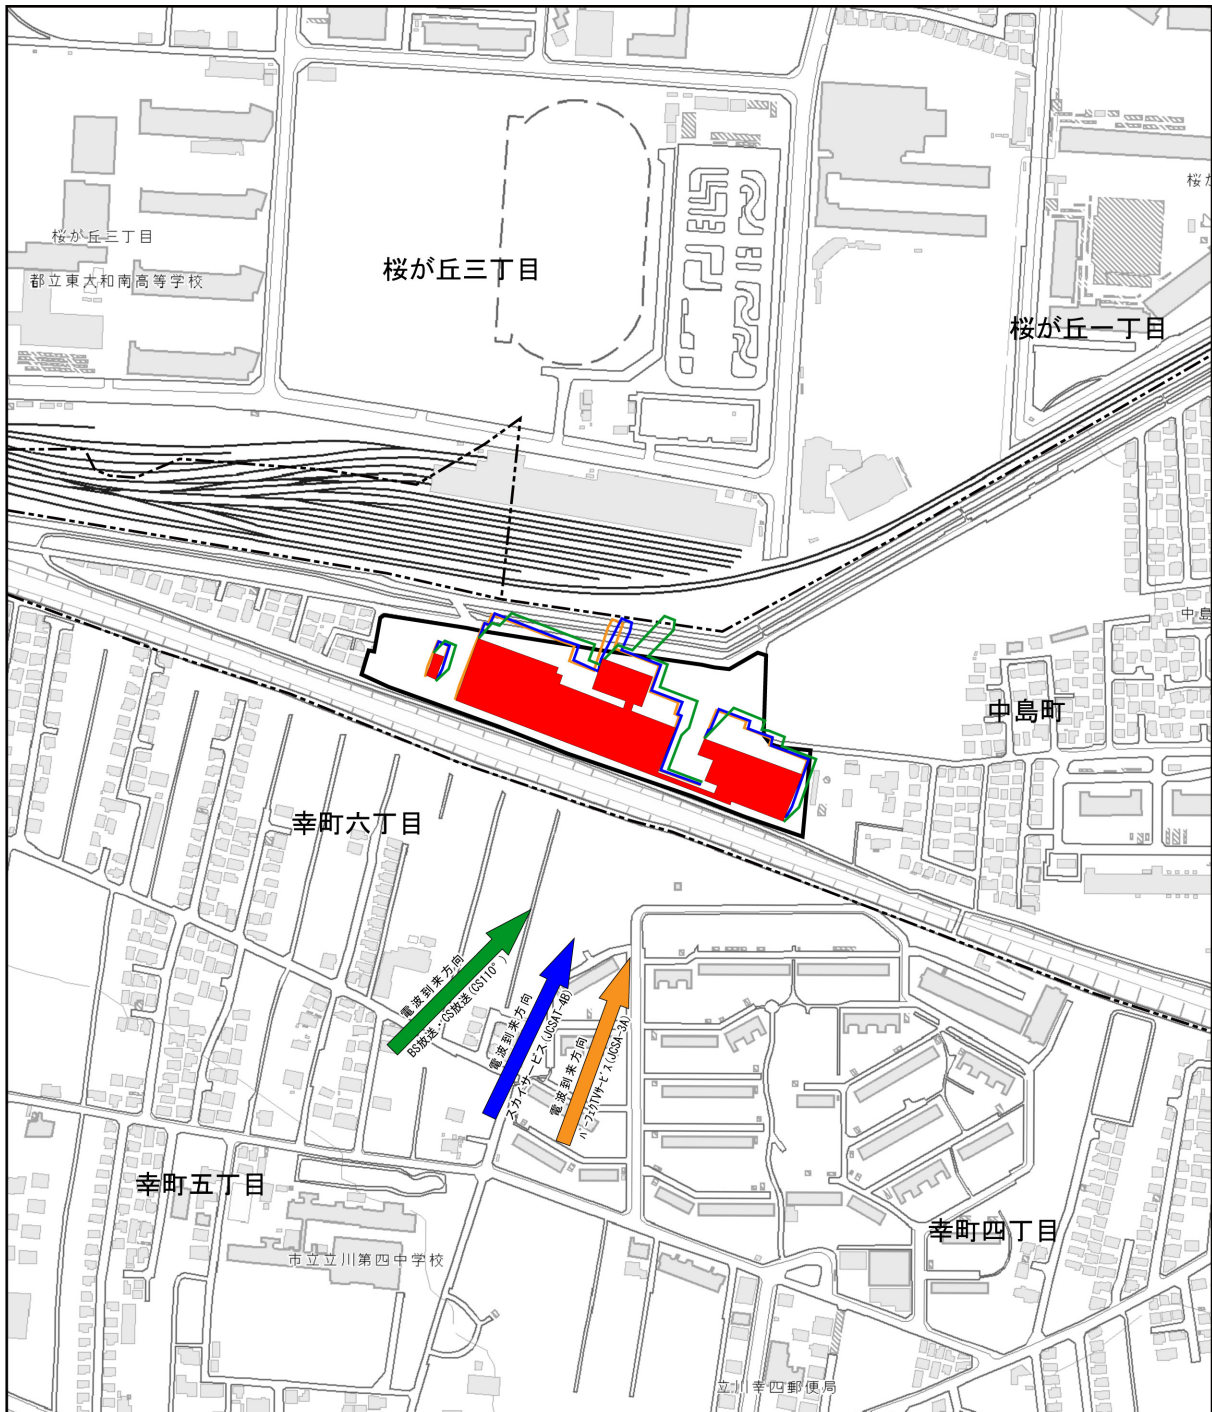 桜が
桜が丘三丁目
都立東大和南高等学校
桜が丘三丁目
桜が丘一丁目
中島
中島町
幸町六丁目
電波到来方向
BS放送・CS放送(CS110°)
電波到来方向
スカイサービス(JCSAT-4B)
電波到来方向
パーフェクTVサービス(JCSA-3A)
幸町五丁目
幸町四丁目
市立立川第四中学校
立川幸四郵便局